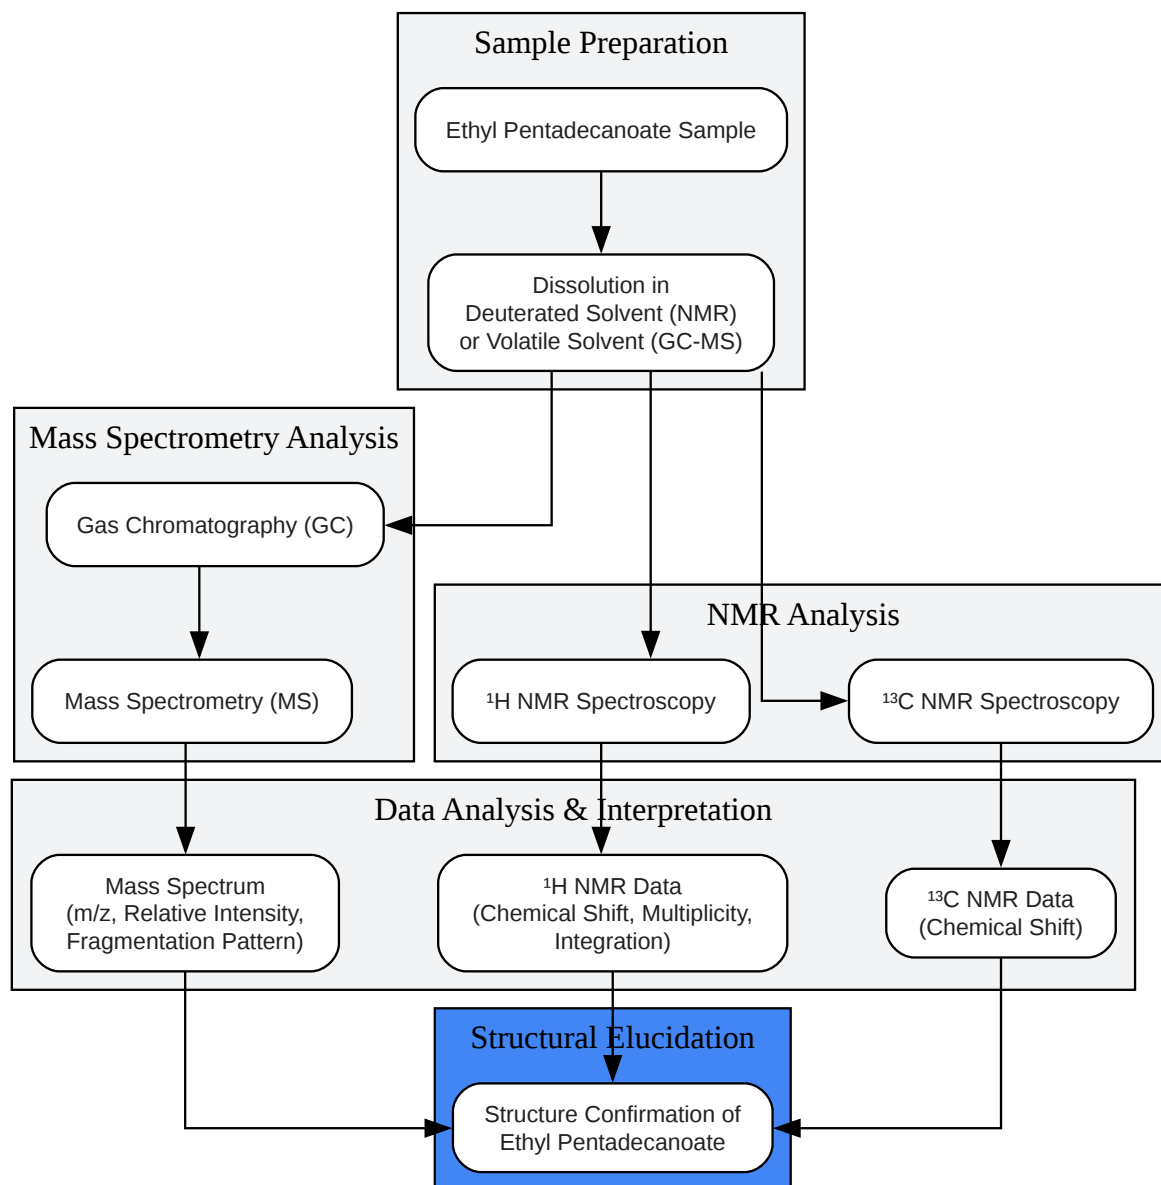 Sample Preparation
Ethyl Pentadecanoate Sample
Dissolution in
Deuterated Solvent (NMR)
or Volatile Solvent (GC-MS)
Mass Spectrometry Analysis
Gas Chromatography (GC)
Mass Spectrometry (MS)
NMR Analysis
¹H NMR Spectroscopy
¹³C NMR Spectroscopy
Data Analysis & Interpretation
Mass Spectrum
(m/z, Relative Intensity,
Fragmentation Pattern)
¹H NMR Data
(Chemical Shift, Multiplicity,
Integration)
¹³C NMR Data
(Chemical Shift)
Structural Elucidation
Structure Confirmation of
Ethyl Pentadecanoate